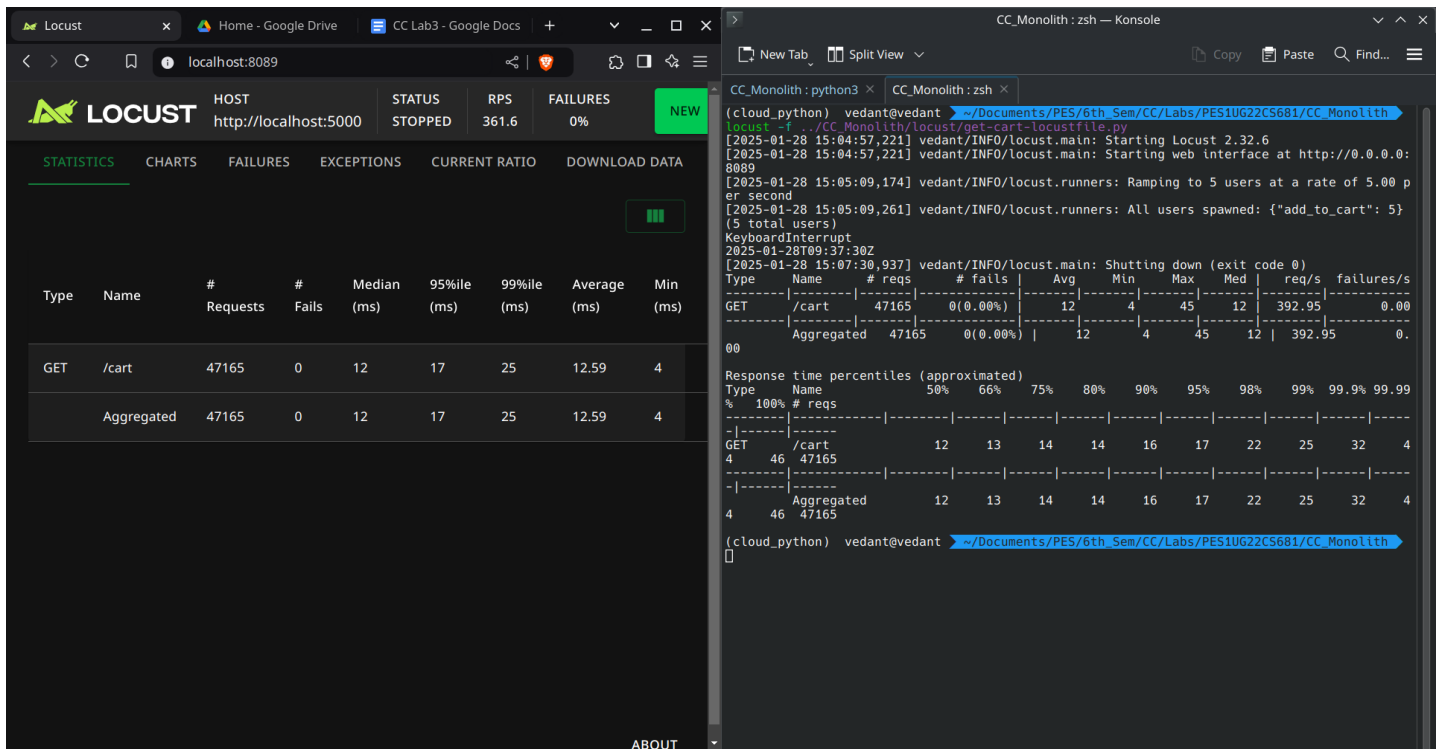 Locust
Home - Google Drive
CC Lab3 - Google Docs
localhost:8089
LOCUST
HOST
http://localhost:5000
STATUS
STOPPED
RPS
361.6
FAILURES
0%
NEW
STATISTICS CHARTS FAILURES EXCEPTIONS CURRENT RATIO DOWNLOAD DATA
Type Name # Requests # Fails Median (ms) 95%ile (ms) 99%ile (ms) Average (ms) Min (ms)
GET /cart 47165 0 12 17 25 12.59 4
Aggregated 47165 0 12 17 25 12.59 4
ABOUT
CC_Monolith : zsh — Konsole
New Tab Split View Copy Paste Find...
CC_Monolith : python3 CC_Monolith : zsh
(cloud_python) vedant@vedant ~/Documents/PES/6th_Sem/CC/Labs/PES1UG22CS681/CC_Monolith
locust -f ../CC_Monolith/locust/get-cart-locustfile.py
[2025-01-28 15:04:57,221] vedant/INFO/locust.main: Starting Locust 2.32.6
[2025-01-28 15:04:57,221] vedant/INFO/locust.main: Starting web interface at http://0.0.0.0:
8089
[2025-01-28 15:05:09,174] vedant/INFO/locust.runners: Ramping to 5 users at a rate of 5.00 p
er second
[2025-01-28 15:05:09,261] vedant/INFO/locust.runners: All users spawned: {"add_to_cart": 5}
(5 total users)
KeyboardInterrupt
2025-01-28T09:37:30Z
[2025-01-28 15:07:30,937] vedant/INFO/locust.main: Shutting down (exit code 0)
Type Name # reqs # fails | Avg Min Max Med | req/s failures/s
--------|-----------|-------|-------------|-------|-------|-------|-------|--------|-----------
GET /cart 47165 0(0.00%) | 12 4 45 12 | 392.95 0.00
--------|-----------|-------|-------------|-------|-------|-------|-------|--------|-----------
Aggregated 47165 0(0.00%) | 12 4 45 12 | 392.95 0.
00
Response time percentiles (approximated)
Type Name 50% 66% 75% 80% 90% 95% 98% 99% 99.9% 99.99
% 100% # reqs
--------|------------|--------|------|------|------|------|------|------|------|------|-----
-|------|------
GET /cart 12 13 14 14 16 17 22 25 32 4
4 46 47165
--------|------------|--------|------|------|------|------|------|------|------|------|-----
-|------|------
Aggregated 12 13 14 14 16 17 22 25 32 4
4 46 47165
(cloud_python) vedant@vedant ~/Documents/PES/6th_Sem/CC/Labs/PES1UG22CS681/CC_Monolith